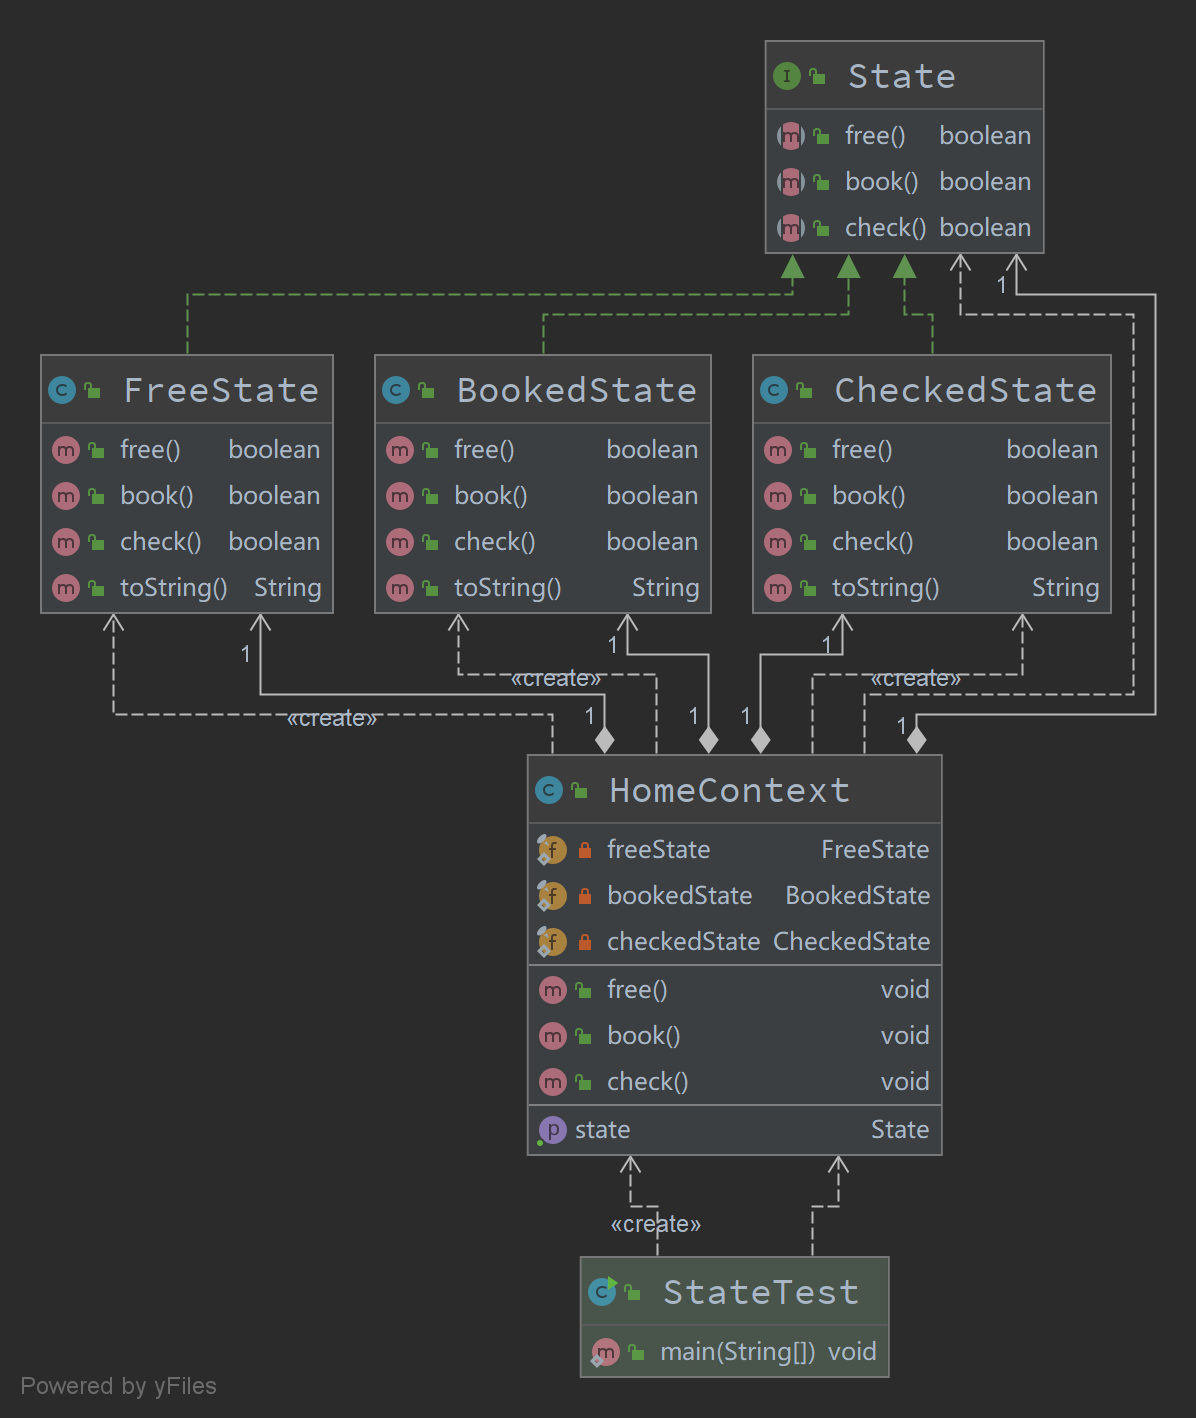 State
free() boolean
book() boolean
check() boolean
1
FreeState
free() boolean
book() boolean
check() boolean
toString() String
BookedState
free() boolean
book() boolean
check() boolean
toString() String
CheckedState
free() boolean
book() boolean
check() boolean
toString() String
1
1
1
«create»
«create»
«create»
1
1
1
1
HomeContext
freeState FreeState
bookedState BookedState
checkedState CheckedState
free() void
book() void
check() void
state State
«create»
StateTest
main(String[]) void
Powered by yFiles